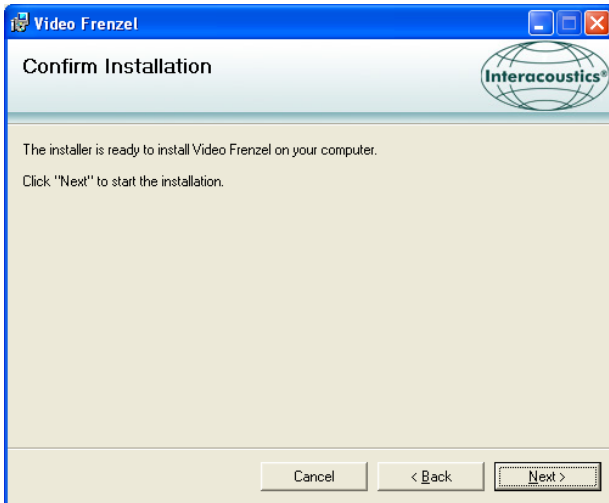 Video Frenzel
Confirm Installation
Interacoustics®
The installer is ready to install Video Frenzel on your computer.
Click "Next" to start the installation.
Cancel
< Back
Next >